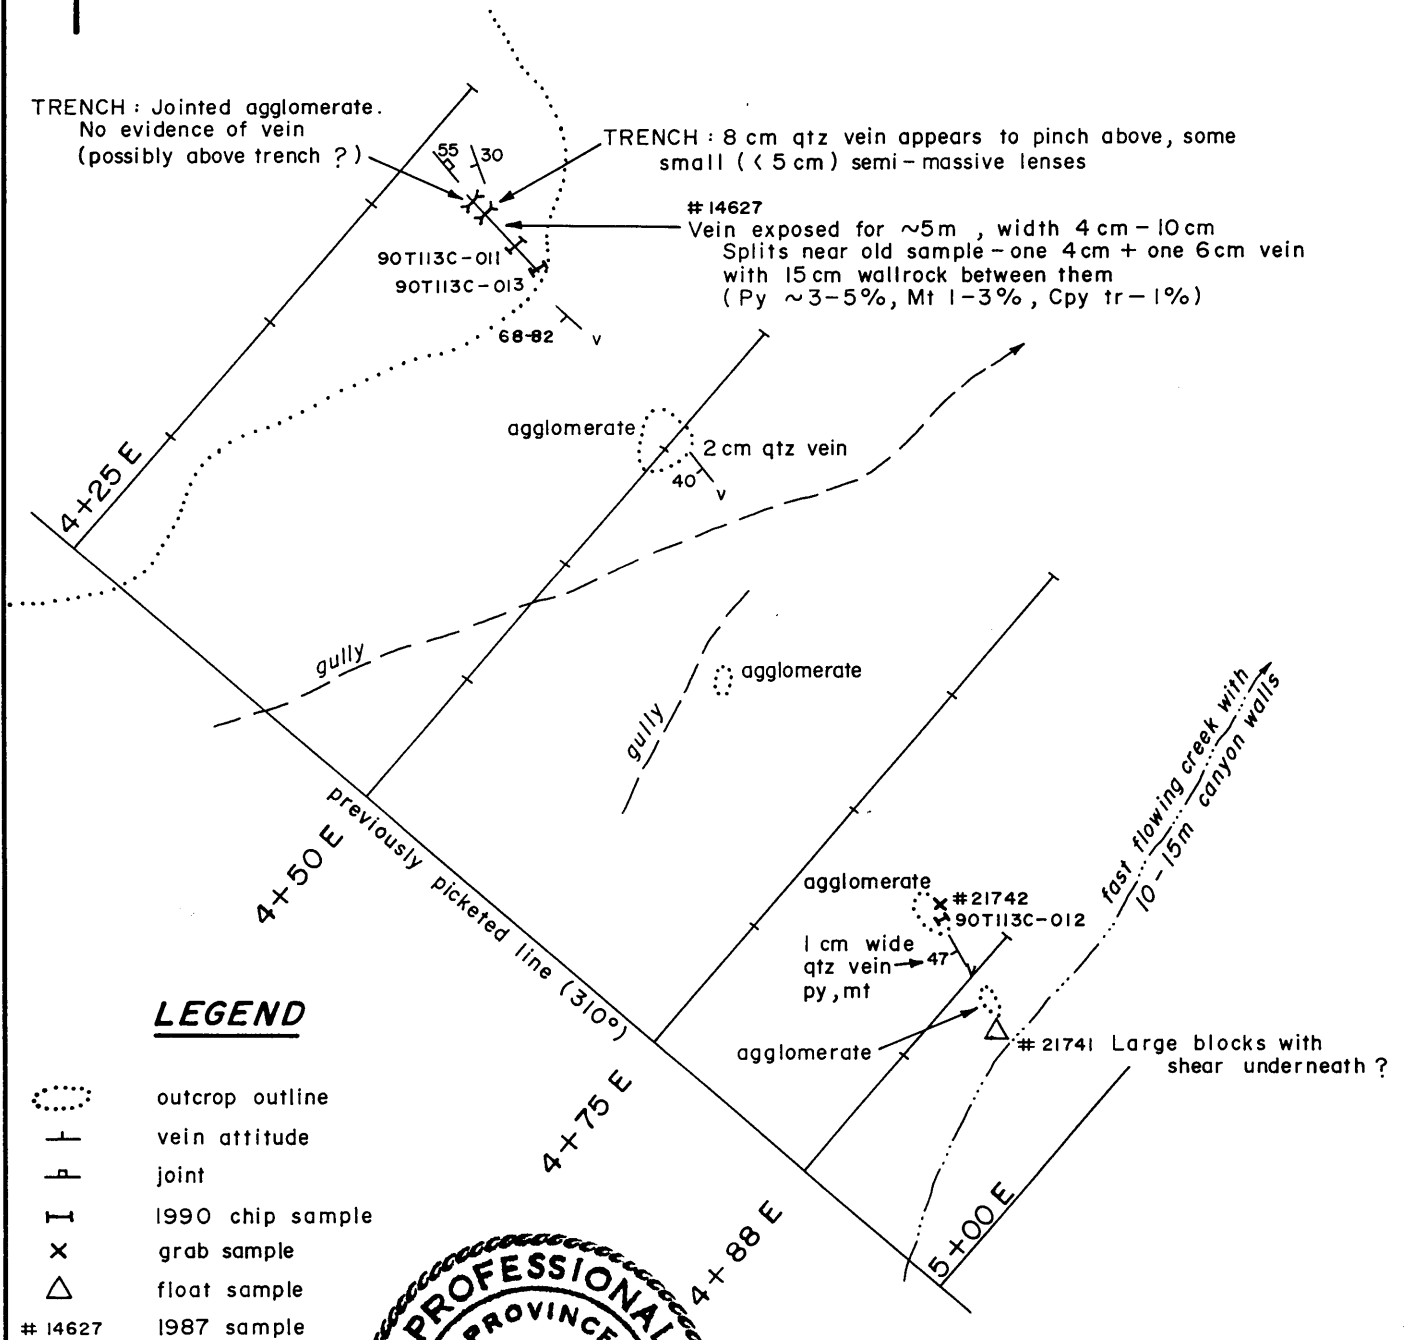 TRENCH : Jointed agglomerate.
No evidence of vein
(possibly above trench ?)
55
30
TRENCH : 8 cm qtz vein appears to pinch above, some
small (< 5 cm) semi-massive lenses
# 14627
Vein exposed for ~5m , width 4 cm - 10 cm
Splits near old sample - one 4 cm + one 6 cm vein
with 15 cm wallrock between them
( Py ~3-5%, Mt 1-3% , Cpy tr - 1%)
90T113C-011
90T113C-013
68-82
v
agglomerate
2 cm qtz vein
40
v
4+25 E
gully
agglomerate
gully
previously picketed line (310°)
4+50 E
fast flowing creek with
10 - 15m canyon walls
agglomerate
# 21742
90T113C-012
1 cm wide
qtz vein
py , mt
47
v
agglomerate
# 21741 Large blocks with
shear underneath ?
4+75 E
4+88 E
5+00 E
LEGEND
outcrop outline
vein attitude
joint
1990 chip sample
grab sample
float sample
# 14627 1987 sample
PROFESSIONAL
PROVINCE